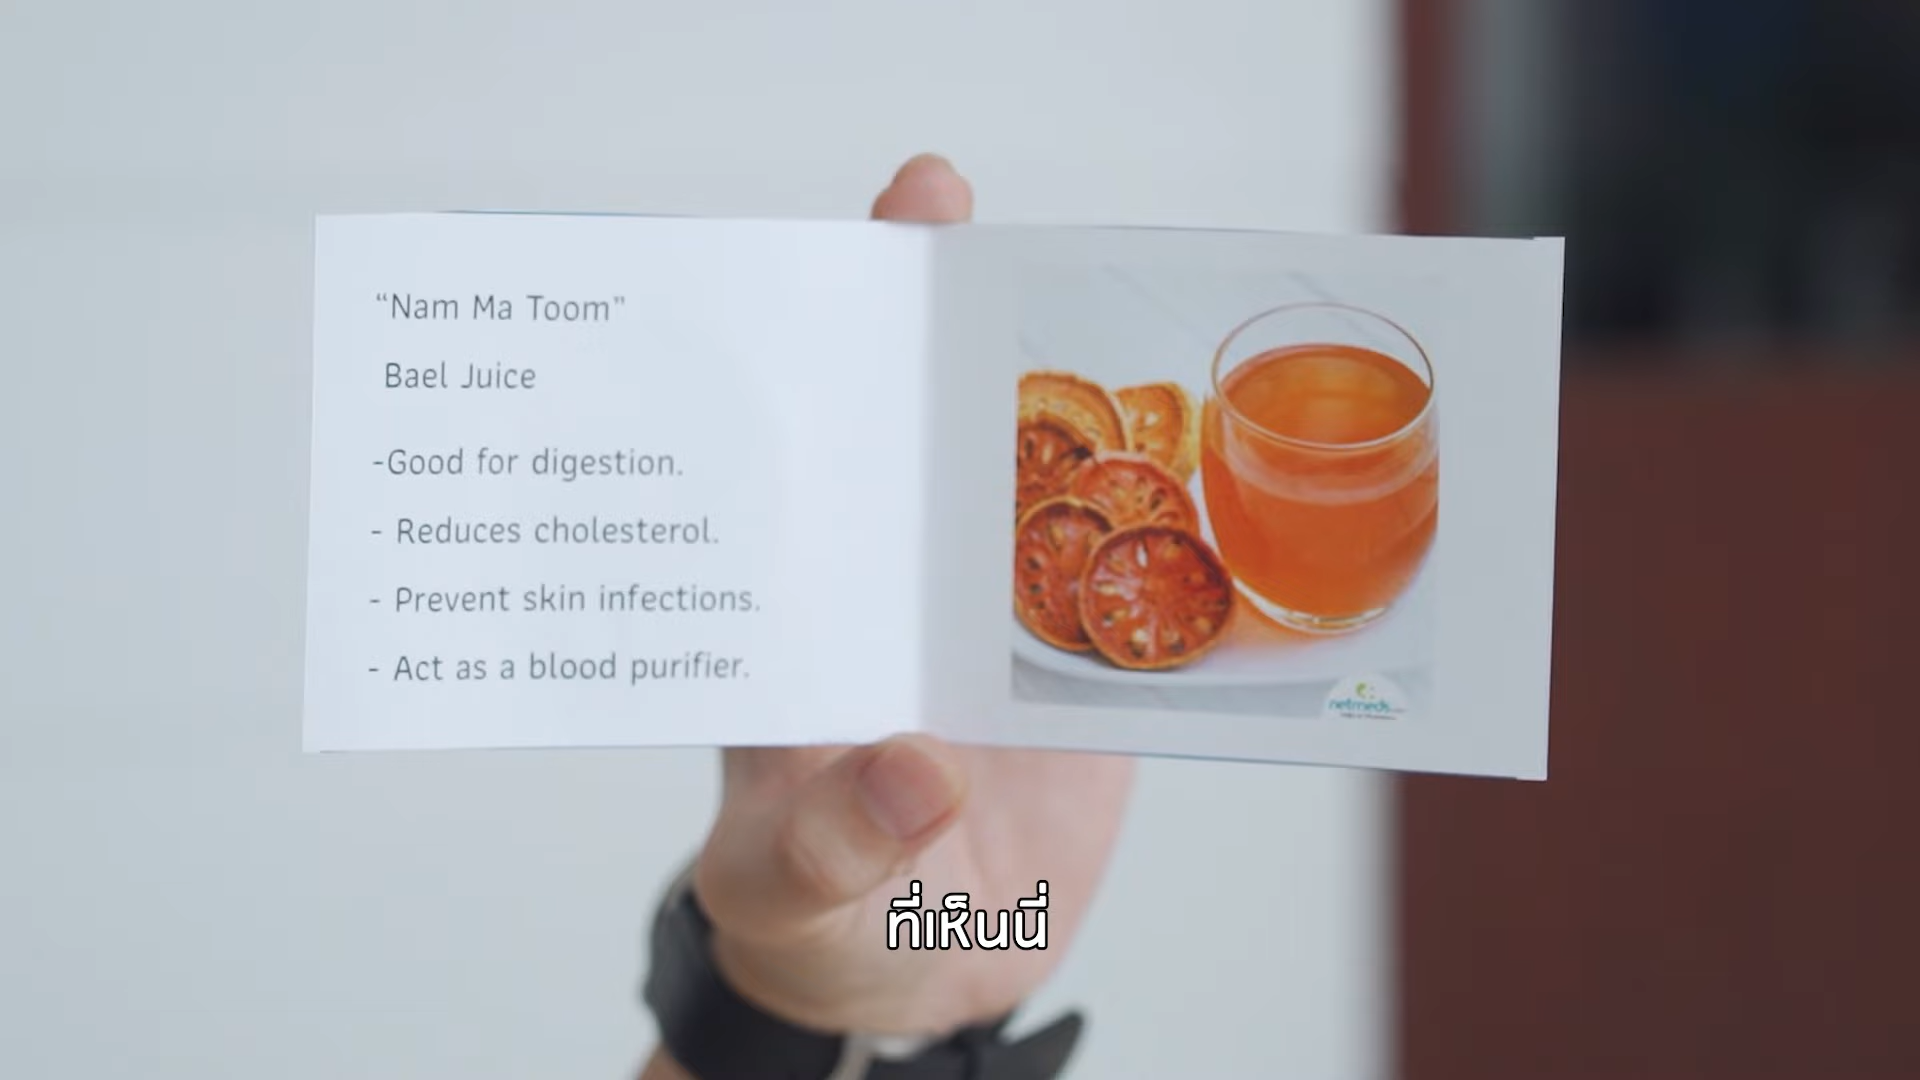 “Nam Ma Toom”
Bael Juice
-Good for digestion.
- Reduces cholesterol.
- Prevent skin infections.
- Act as a blood purifier.
netmeds
ที่เห็นนี่